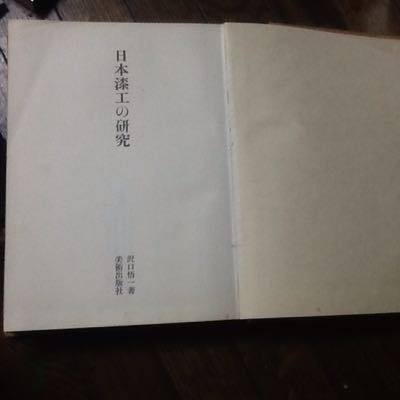 日本漆工の研究
沢口悟一著
美術出版社